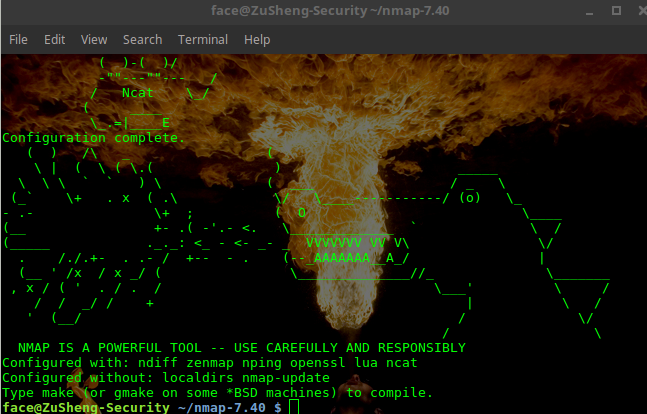 face@ZuSheng-Security ~/nmap-7.40
File Edit View Search Terminal Help
Ncat
Configuration complete.
NMAP IS A POWERFUL TOOL -- USE CAREFULLY AND RESPONSIBLY
Configured with: ndiff zenmap nping openssl lua ncat
Configured without: localdirs nmap-update
Type make (or gmake on some *BSD machines) to compile.
face@ZuSheng-Security ~/nmap-7.40 $